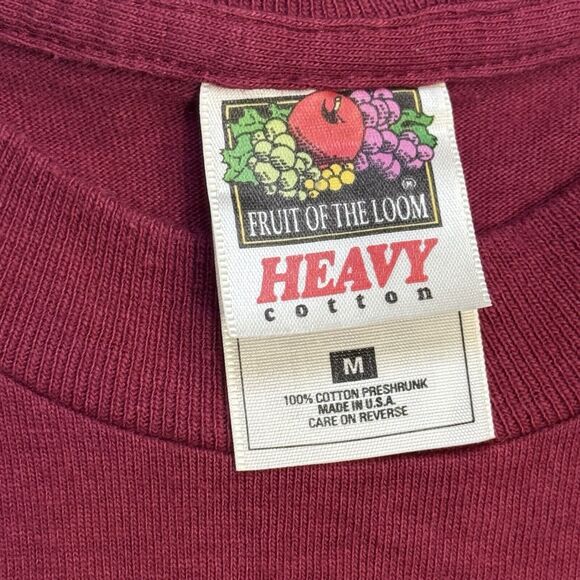 FRUIT OF THE LOOM ®
HEAVY
cotton
M
100% COTTON PRESHRUNK
MADE IN U.S.A.
CARE ON REVERSE